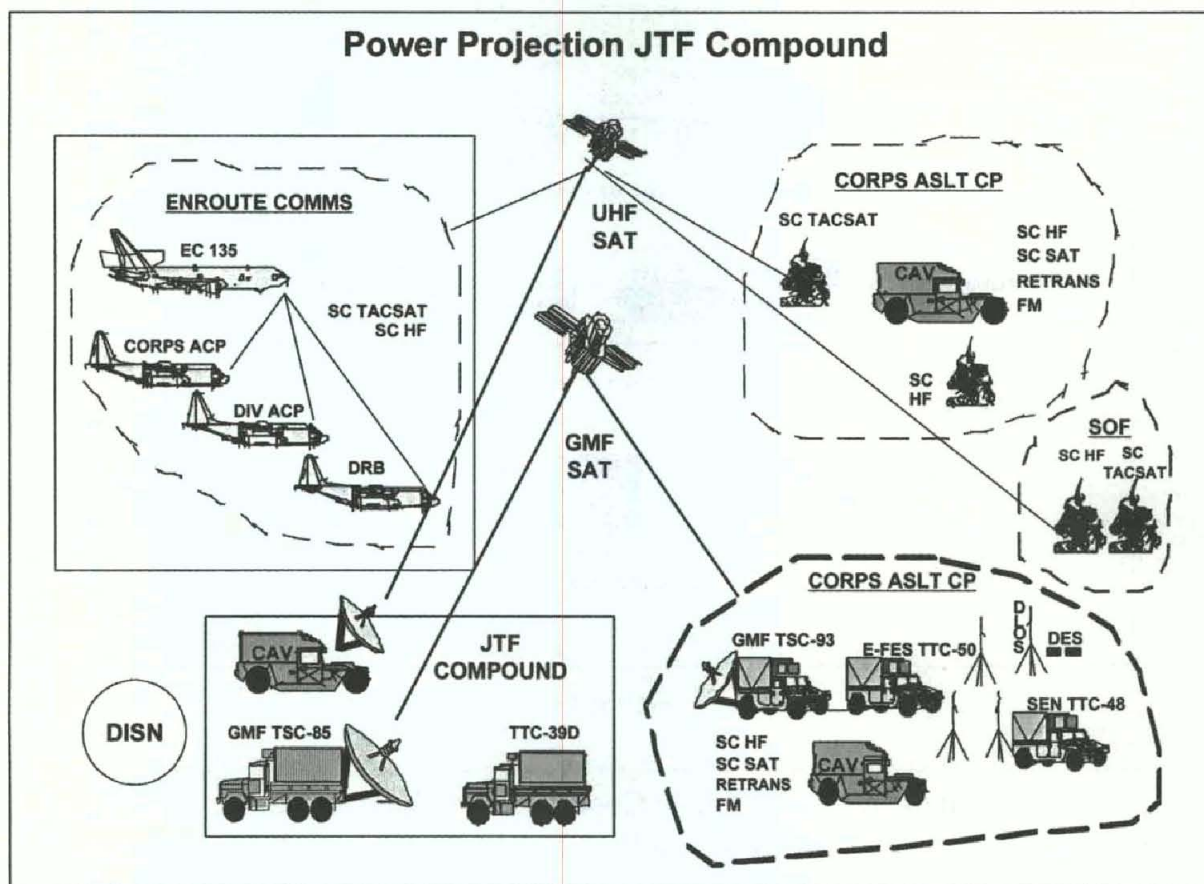 Power Projection JTF Compound
ENROUTE COMMS
EC 135
SC TACSAT
SC HF
CORPS ACP
DIV ACP
DRB
UHF
SAT
GMF
SAT
CORPS ASLT CP
SC TACSAT
CAV
SC HF
SC SAT
RETRANS
FM
SC
HF
SOF
SC HF
SC
TACSAT
JTF
COMPOUND
CAV
GMF TSC-85
TTC-39D
DISN
CORPS ASLT CP
GMF TSC-93
E-FES TTC-50
DLOS
DES
SEN TTC-48
SC HF
SC SAT
RETRANS
FM
CAV